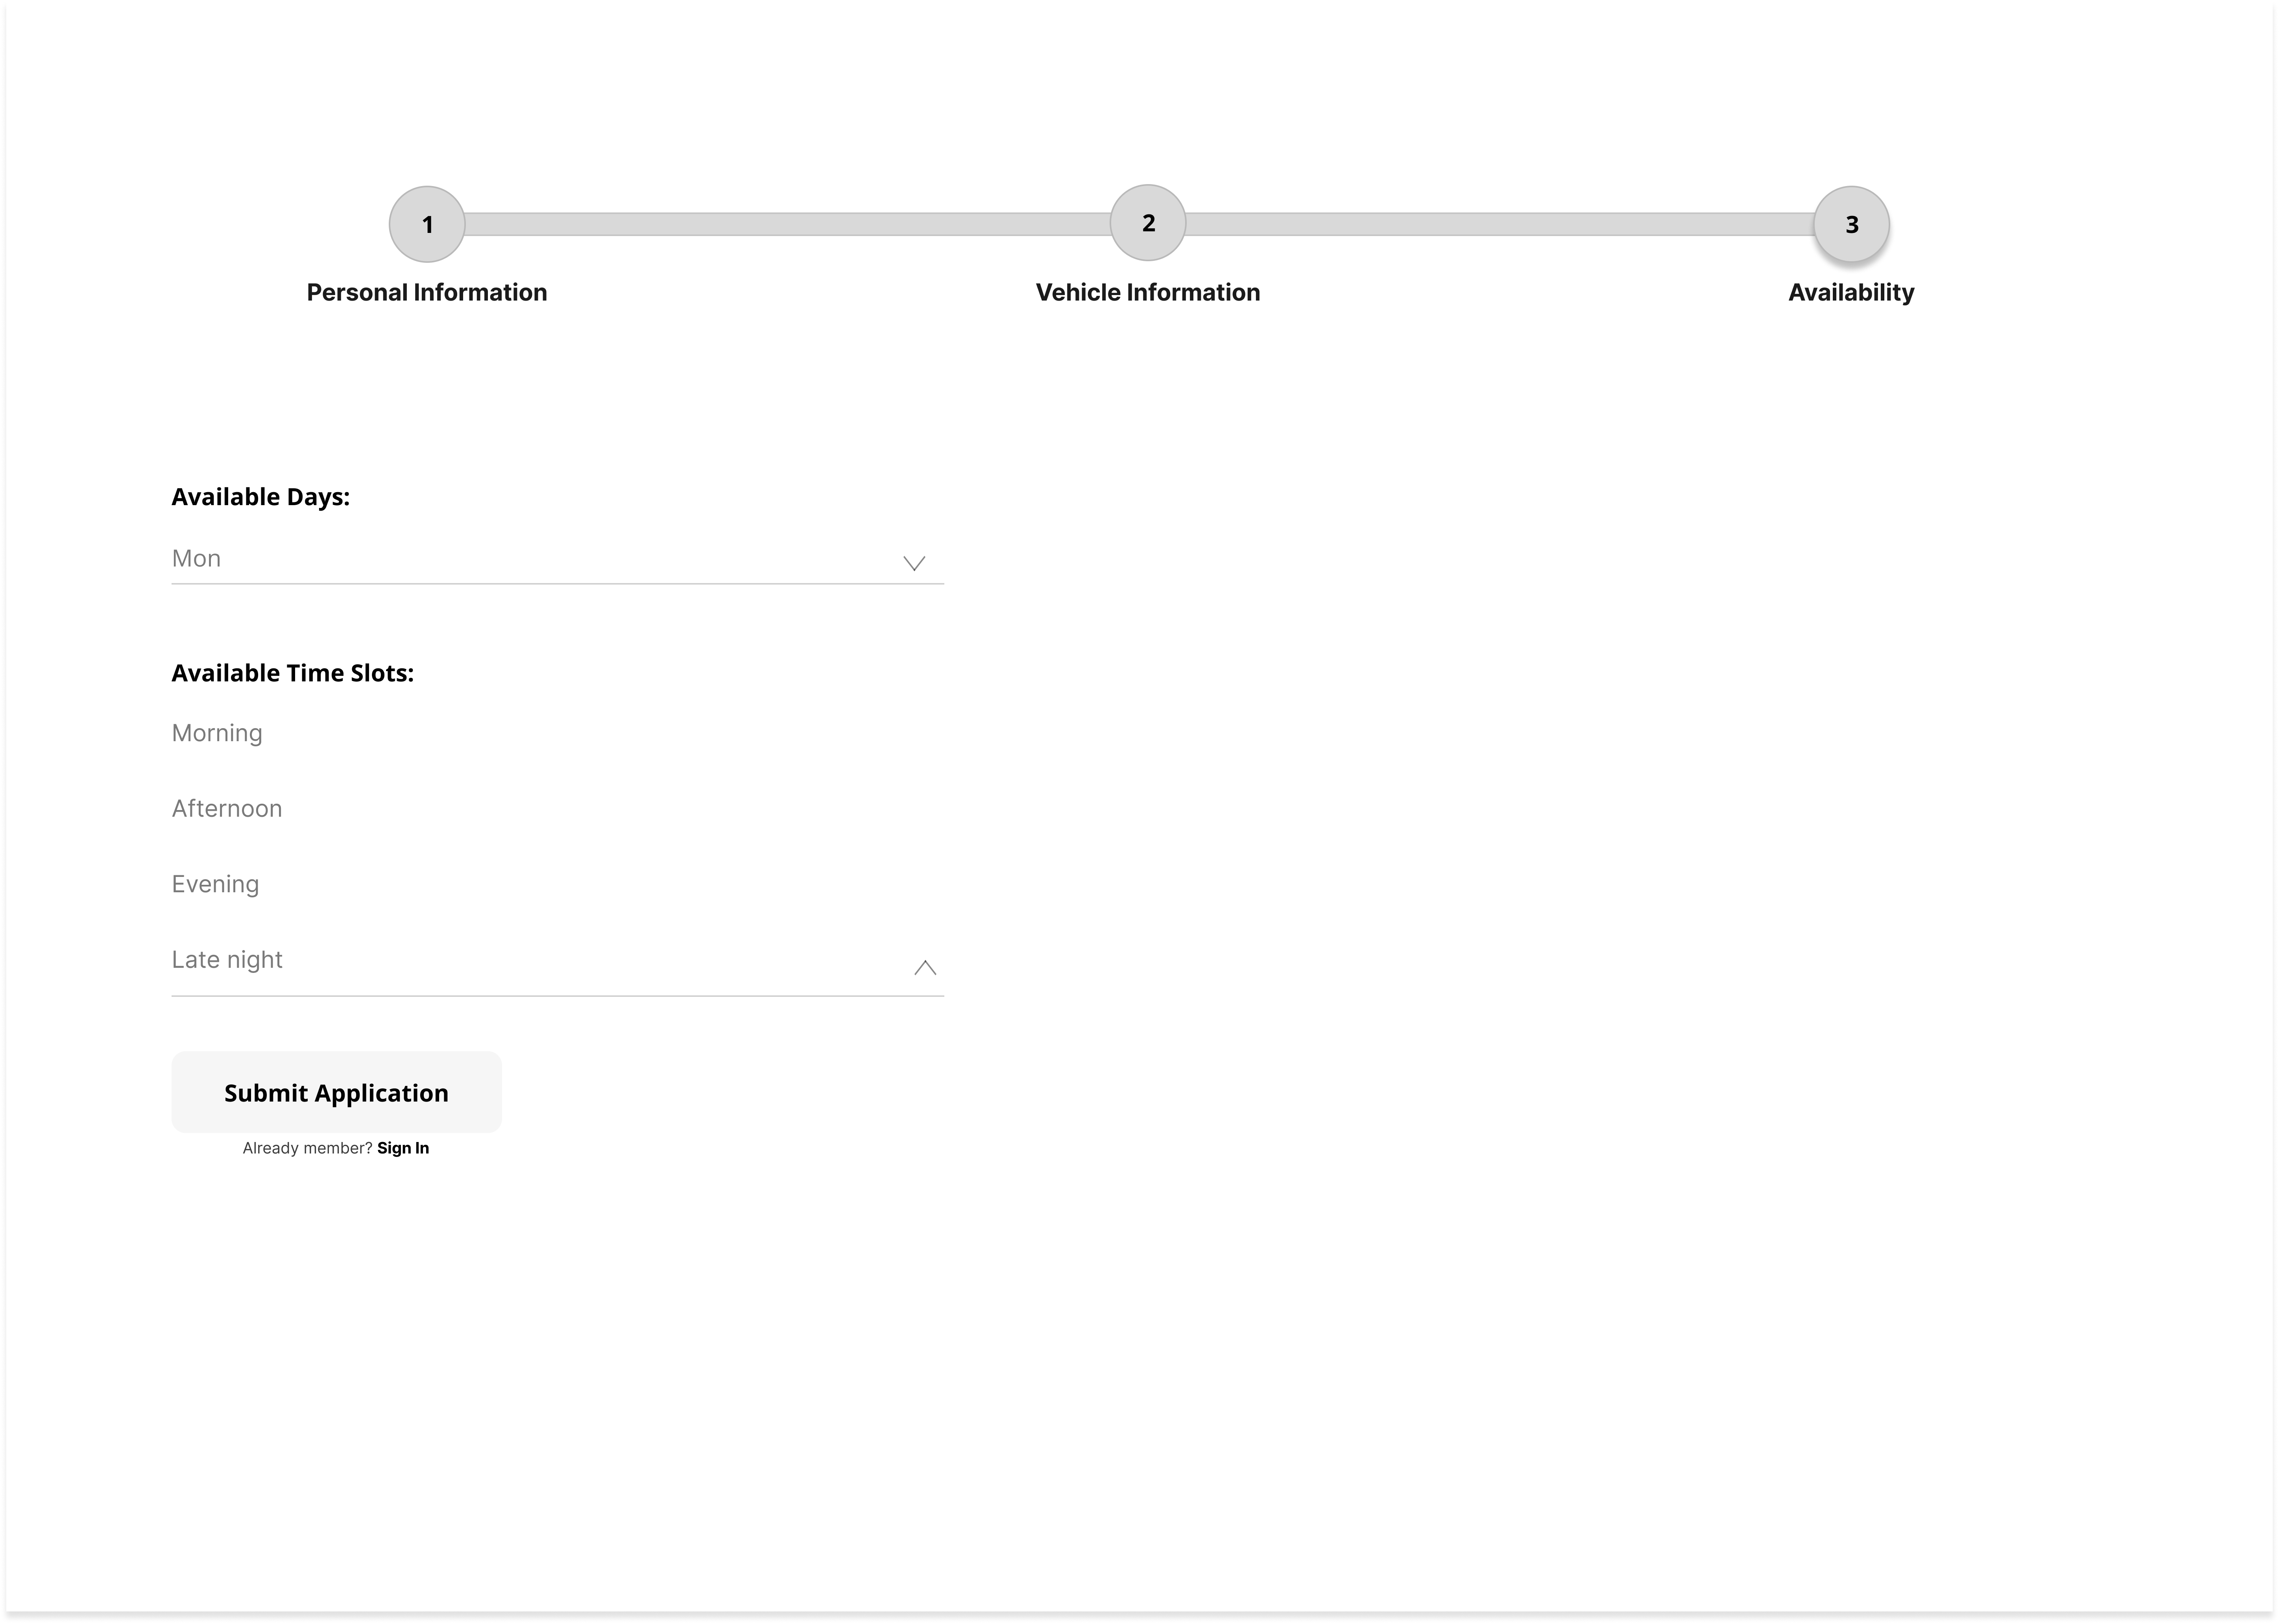 1
2
3
Personal Information
Vehicle Information
Availability
Available Days:
Mon
Available Time Slots:
Morning
Afternoon
Evening
Late night
Submit Application
Already member? Sign In